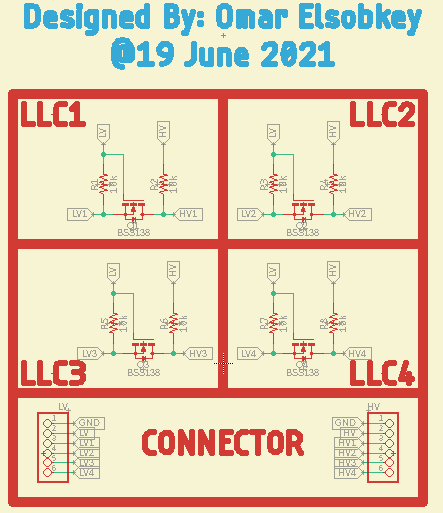 Designed By: Omar Elsobkey
@19 June 2021
LLC1
LLC2
LV HV LV HV
R1 10k R2 10k R3 10k R4 10k
LV1 HV1 LV2 HV2
Q1 Q2
BSS138 BSS138
LV HV LV HV
R5 10k R6 10k R7 10k R8 10k
LV3 HV3 LV4 HV4
Q3 Q4
BSS138 BSS138
LLC3
LLC4
LV HV
1 GND GND 1
2 LV HV 2
3 LV1 HV1 3
4 LV2 HV2 4
5 LV3 HV3 5
6 LV4 HV4 6
CONNECTOR